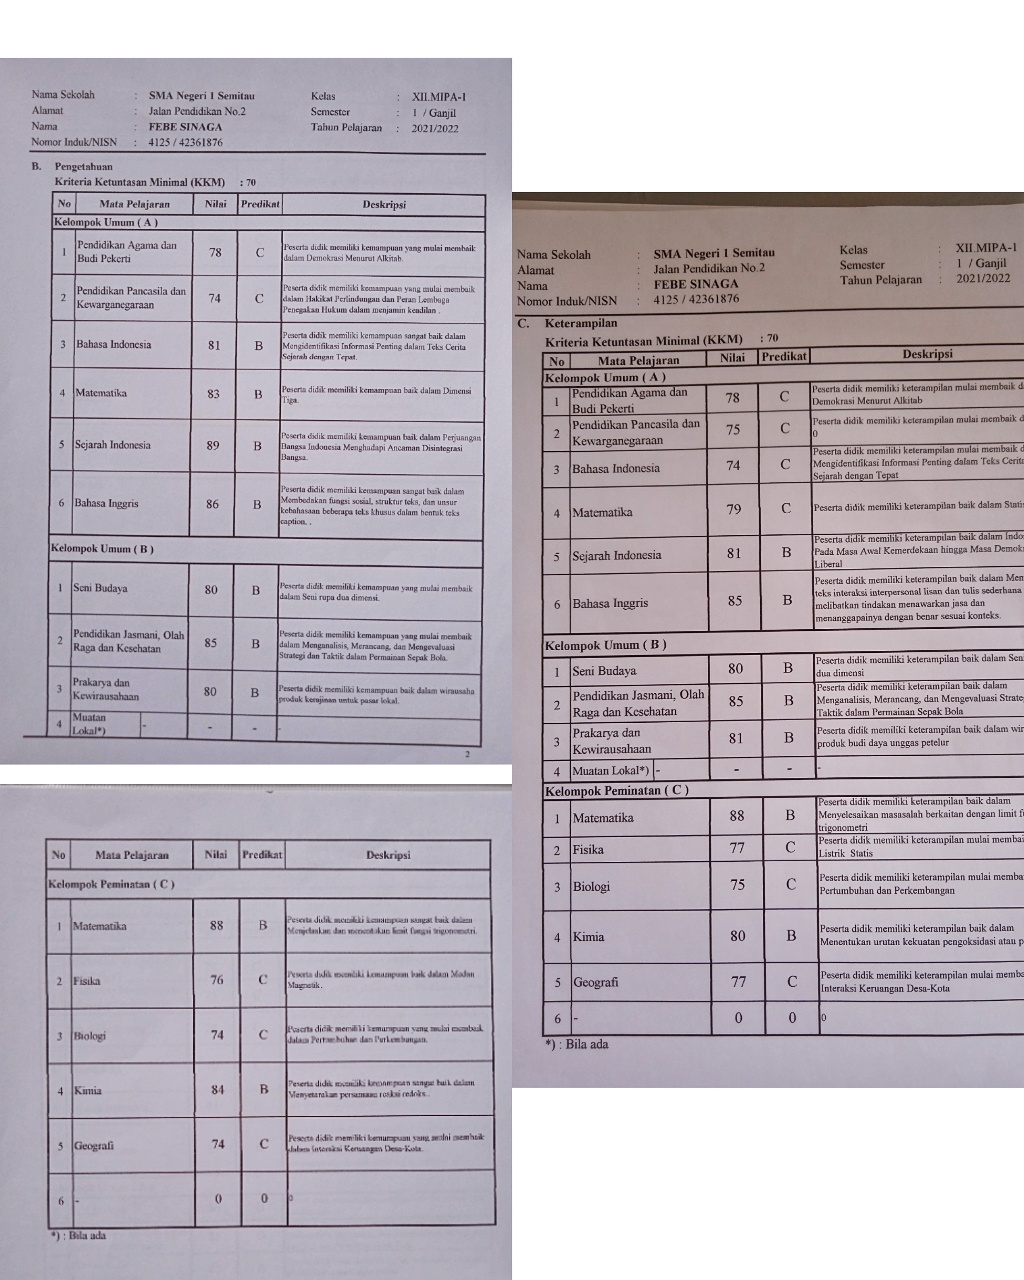 Nama Sekolah : SMA Negeri 1 Semitau Kelas : XII.MIPA-1
Alamat : Jalan Pendidikan No.2 Semester : 1 / Ganjil
Nama : FEBE SINAGA Tahun Pelajaran : 2021/2022
Nomor Induk/NISN : 4125 / 42361876
B. Pengetahuan
Kriteria Ketuntasan Minimal (KKM) : 70
No Mata Pelajaran Nilai Predikat Deskripsi
Kelompok Umum ( A )
1 Pendidikan Agama dan Budi Pekerti 78 C Peserta didik memiliki kemampuan yang mulai membaik dalam Demokrasi Menurut Alkitab.
2 Pendidikan Pancasila dan Kewarganegaraan 74 C Peserta didik memiliki kemampuan yang mulai membaik dalam Hakikat Perlindungan dan Peran Lembaga Penegakan Hukum dalam menjamin keadilan .
3 Bahasa Indonesia 81 B Peserta didik memiliki kemampuan sangat baik dalam Mengidentifikasi Informasi Penting dalam Teks Cerita Sejarah dengan Tepat.
4 Matematika 83 B Peserta didik memiliki kemampuan baik dalam Dimensi Tiga.
5 Sejarah Indonesia 89 B Peserta didik memiliki kemampuan baik dalam Perjuangan Bangsa Indonesia Menghadapi Ancaman Disintegrasi Bangsa.
6 Bahasa Inggris 86 B Peserta didik memiliki kemampuan sangat baik dalam Membedakan fungsi sosial, struktur teks, dan unsur kebahasaan beberapa teks khusus dalam bentuk teks caption, .
Kelompok Umum ( B )
1 Seni Budaya 80 B Peserta didik memiliki kemampuan yang mulai membaik dalam Seni rupa dua dimensi.
2 Pendidikan Jasmani, Olah Raga dan Kesehatan 85 B Peserta didik memiliki kemampuan yang mulai membaik dalam Menganalisis, Merancang, dan Mengevaluasi Strategi dan Taktik dalam Permainan Sepak Bola.
3 Prakarya dan Kewirausahaan 80 B Peserta didik memiliki kemampuan baik dalam wirausaha produk kerajinan untuk pasar lokal.
4 Muatan Lokal*) - - - -
2
No Mata Pelajaran Nilai Predikat Deskripsi
Kelompok Peminatan ( C )
1 Matematika 88 B Peserta didik memiliki kemampuan sangat baik dalam Menjelaskan dan menentukan limit fungsi trigonometri.
2 Fisika 76 C Peserta didik memiliki kemampuan baik dalam Medan Magnetik.
3 Biologi 74 C Peserta didik memiliki kemampuan yang mulai membaik dalam Pertumbuhan dan Perkembangan.
4 Kimia 84 B Peserta didik memiliki kemampuan sangat baik dalam Menyetarakan persamaan reaksi redoks .
5 Geografi 74 C Peserta didik memiliki kemampuan yang mulai membaik dalam Interaksi Keruangan Desa-Kota.
6 - 0 0 0
*) : Bila ada
Nama Sekolah : SMA Negeri 1 Semitau Kelas : XII.MIPA-1
Alamat : Jalan Pendidikan No.2 Semester : 1 / Ganjil
Nama : FEBE SINAGA Tahun Pelajaran : 2021/2022
Nomor Induk/NISN : 4125 / 42361876
C. Keterampilan
Kriteria Ketuntasan Minimal (KKM) : 70
No Mata Pelajaran Nilai Predikat Deskripsi
Kelompok Umum ( A )
1 Pendidikan Agama dan Budi Pekerti 78 C Peserta didik memiliki keterampilan mulai membaik d Demokrasi Menurut Alkitab
2 Pendidikan Pancasila dan Kewarganegaraan 75 C Peserta didik memiliki keterampilan mulai membaik d 0
3 Bahasa Indonesia 74 C Peserta didik memiliki keterampilan mulai membaik d Mengidentifikasi Informasi Penting dalam Teks Cerita Sejarah dengan Tepat
4 Matematika 79 C Peserta didik memiliki keterampilan baik dalam Statis
5 Sejarah Indonesia 81 B Peserta didik memiliki keterampilan baik dalam Indo Pada Masa Awal Kemerdekaan hingga Masa Demok Liberal
6 Bahasa Inggris 85 B Peserta didik memiliki keterampilan baik dalam Men teks interaksi interpersonal lisan dan tulis sederhana melibatkan tindakan menawarkan jasa dan menanggapainya dengan benar sesuai konteks.
Kelompok Umum ( B )
1 Seni Budaya 80 B Peserta didik memiliki keterampilan baik dalam Sen dua dimensi
2 Pendidikan Jasmani, Olah Raga dan Kesehatan 85 B Peserta didik memiliki keterampilan baik dalam Menganalisis, Merancang, dan Mengevaluasi Strate Taktik dalam Permainan Sepak Bola
3 Prakarya dan Kewirausahaan 81 B Peserta didik memiliki keterampilan baik dalam wir produk budi daya unggas petelur
4 Muatan Lokal*) - - - -
Kelompok Peminatan ( C )
1 Matematika 88 B Peserta didik memiliki keterampilan baik dalam Menyelesaikan masasalah berkaitan dengan limit fu trigonometri
2 Fisika 77 C Peserta didik memiliki keterampilan mulai membai Listrik Statis
3 Biologi 75 C Peserta didik memiliki keterampilan mulai memba Pertumbuhan dan Perkembangan
4 Kimia 80 B Peserta didik memiliki keterampilan baik dalam Menentukan urutan kekuatan pengoksidasi atau p
5 Geografi 77 C Peserta didik memiliki keterampilan mulai memba Interaksi Keruangan Desa-Kota
6 - 0 0 0
*) : Bila ada